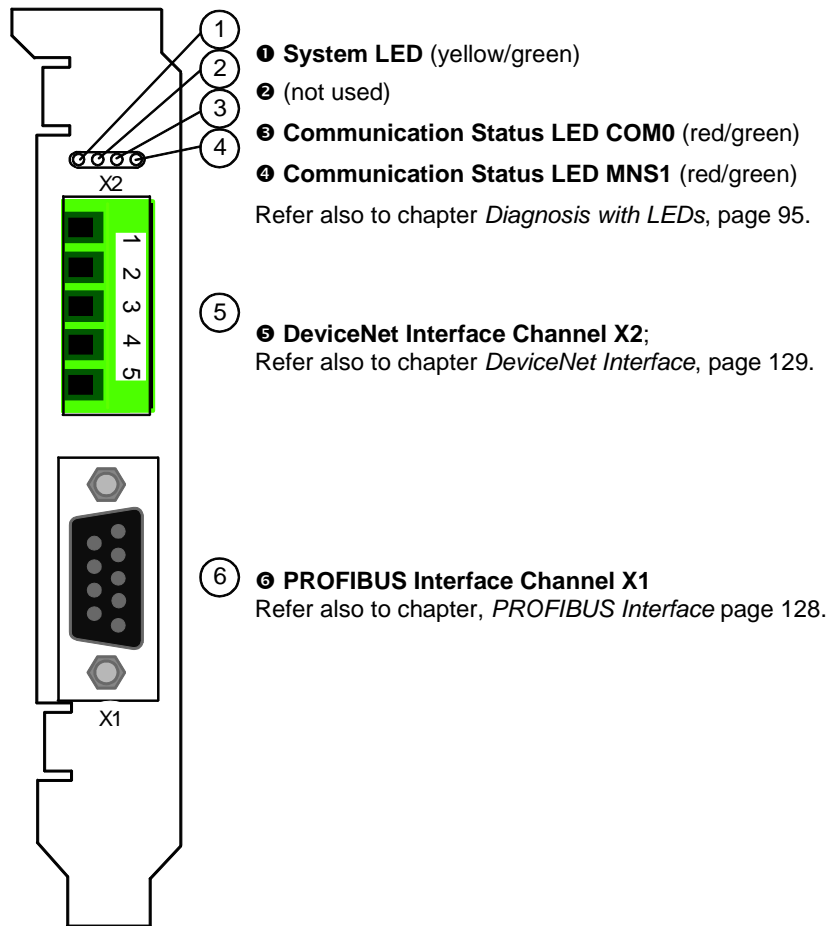 1
❶ System LED (yellow/green)
2
❷ (not used)
3
❸ Communication Status LED COM0 (red/green)
4
❹ Communication Status LED MNS1 (red/green)
X2
Refer also to chapter Diagnosis with LEDs, page 95.
1
2
3
4
5
5
❺ DeviceNet Interface Channel X2;
Refer also to chapter DeviceNet Interface, page 129.
6
❻ PROFIBUS Interface Channel X1
Refer also to chapter, PROFIBUS Interface page 128.
X1